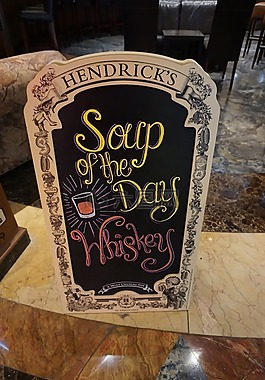 HENDRICK'S
Soup
of the
Day
Whiskey